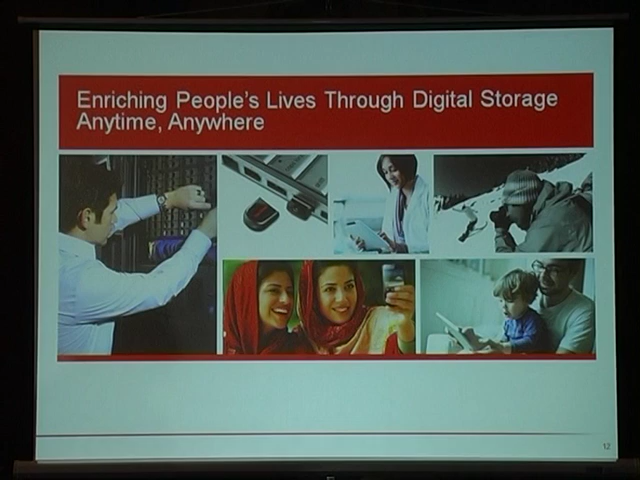 Enriching People's Lives Through Digital Storage
Anytime, Anywhere
12